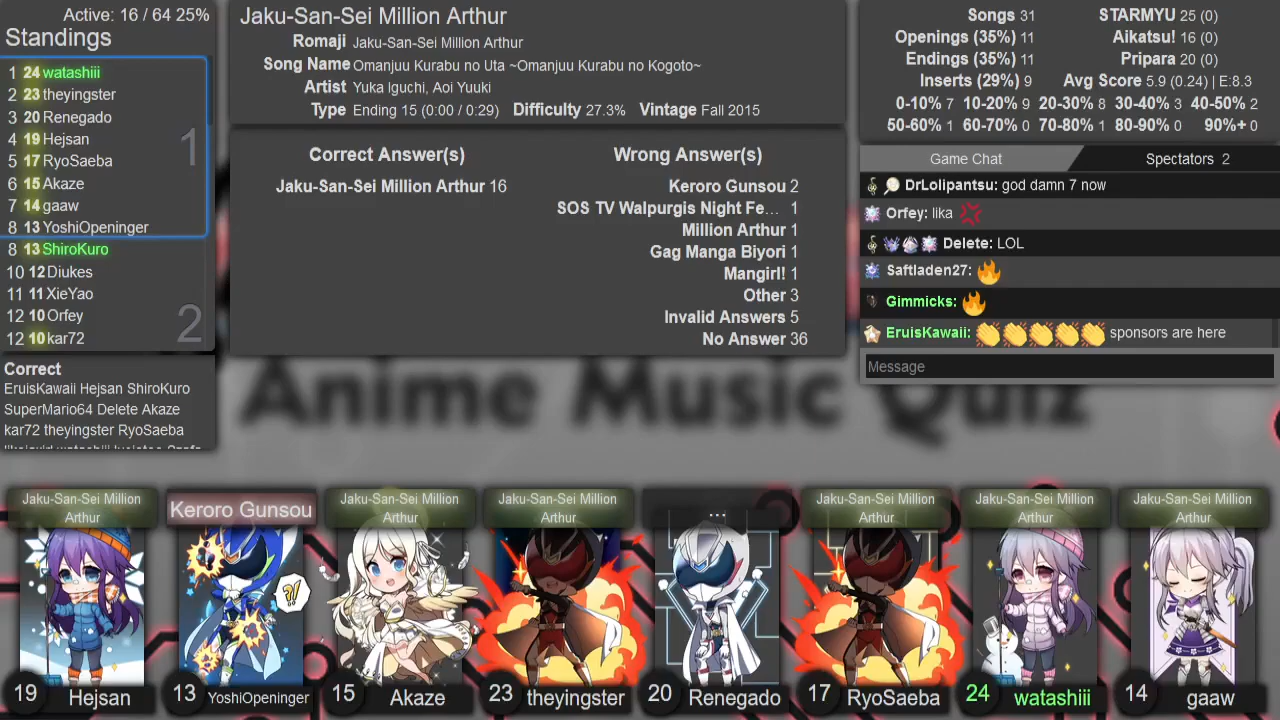 Active: 16 / 64 25%
Standings
1 24 watashiii
2 23 theyingster
3 20 Renegado
4 19 Hejsan
5 17 RyoSaeba
6 15 Akaze
7 14 gaaw
8 13 YoshiOpeninger
1
8 13 ShiroKuro
10 12 Diukes
11 11 XieYao
12 10 Orfey
12 10 kar72
2
Correct
EruisKawaii Hejsan ShiroKuro
SuperMario64 Delete Akaze
kar72 theyingster RyoSaeba
Jaku-San-Sei Million Arthur
Romaji Jaku-San-Sei Million Arthur
Song Name Omanjuu Kurabu no Uta ~Omanjuu Kurabu no Kogoto~
Artist Yuka Iguchi, Aoi Yuuki
Type Ending 15 (0:00 / 0:29) Difficulty 27.3% Vintage Fall 2015
Correct Answer(s)
Jaku-San-Sei Million Arthur 16
Wrong Answer(s)
Keroro Gunsou 2
SOS TV Walpurgis Night Fe... 1
Million Arthur 1
Gag Manga Biyori 1
Mangirl! 1
Other 3
Invalid Answers 5
No Answer 36
Songs 31 STARMYU 25 (0)
Openings (35%) 11 Aikatsu! 16 (0)
Endings (35%) 11 Pripara 20 (0)
Inserts (29%) 9 Avg Score 5.9 (0.24) | E:8.3
0-10% 7 10-20% 9 20-30% 8 30-40% 3 40-50% 2
50-60% 1 60-70% 0 70-80% 1 80-90% 0 90%+ 0
Game Chat Spectators 2
DrLolipantsu: god damn 7 now
Orfey: lika 💢
Delete: LOL
Saftladen27: 🔥
Gimmicks: 🔥
EruisKawaii: 👏👏👏👏👏 sponsors are here
Message
Anime Music Quiz
Jaku-San-Sei Million
Arthur
Keroro Gunsou
Jaku-San-Sei Million
Arthur
Jaku-San-Sei Million
Arthur
...
Jaku-San-Sei Million
Arthur
Jaku-San-Sei Million
Arthur
Jaku-San-Sei Million
Arthur
?!
19 Hejsan
13 YoshiOpeninger
15 Akaze
23 theyingster
20 Renegado
17 RyoSaeba
24 watashiii
14 gaaw